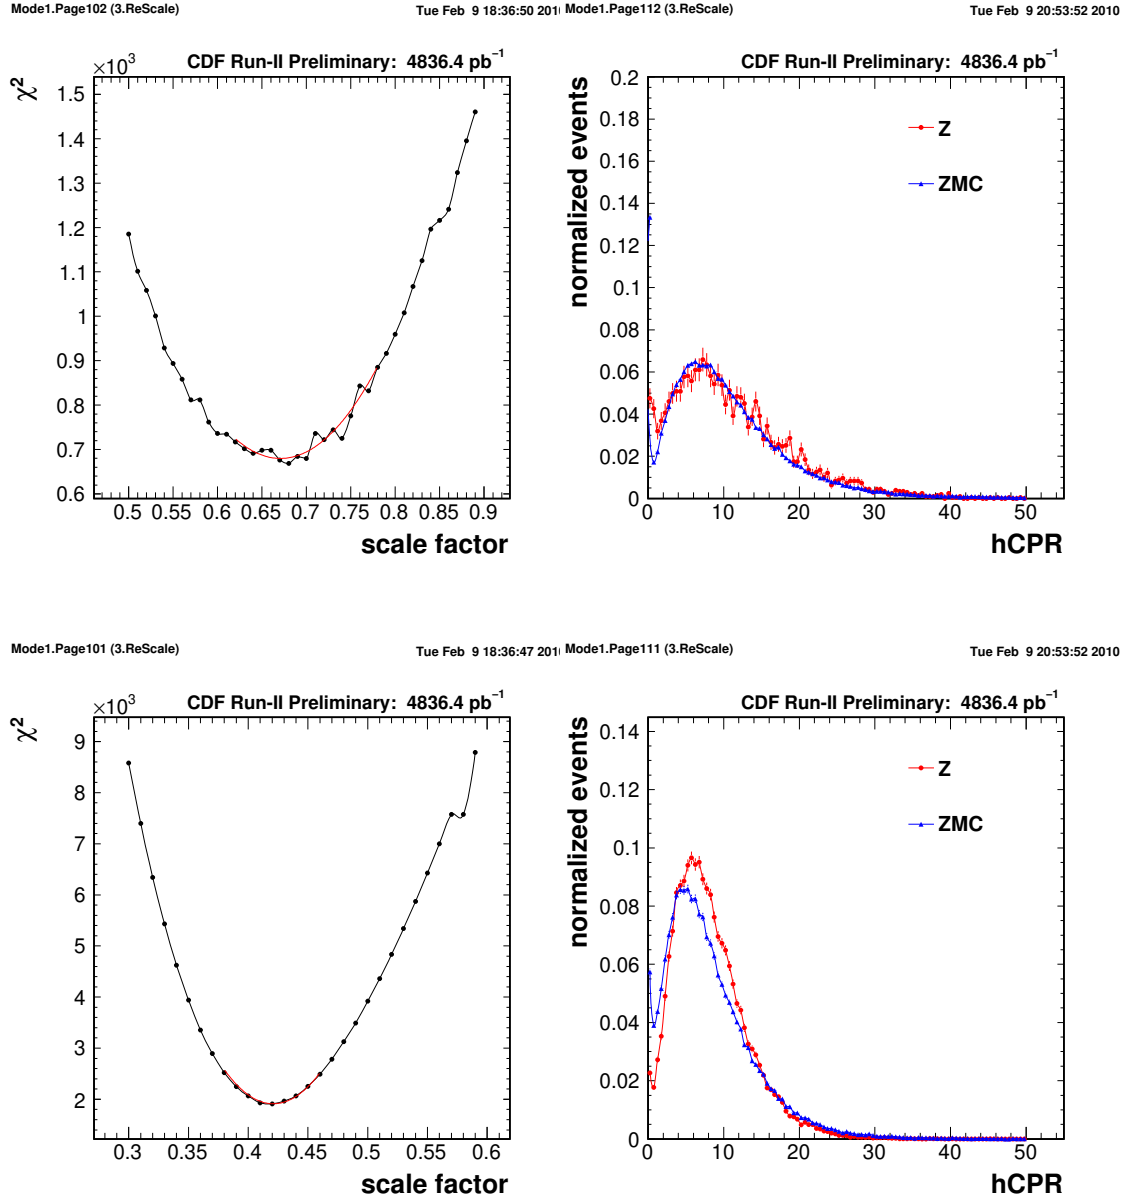 Mode1.Page102 (3.ReScale)
Tue Feb 9 18:36:50 201
CDF Run-II Preliminary: 4836.4 pb⁻¹
×10³
χ²
1.5
1.4
1.3
1.2
1.1
1
0.9
0.8
0.7
0.6
0.5 0.55 0.6 0.65 0.7 0.75 0.8 0.85 0.9
scale factor
Mode1.Page112 (3.ReScale)
Tue Feb 9 20:53:52 2010
CDF Run-II Preliminary: 4836.4 pb⁻¹
normalized events
0.2
0.18
0.16
0.14
0.12
0.1
0.08
0.06
0.04
0.02
0
Z
ZMC
0 10 20 30 40 50
hCPR
Mode1.Page101 (3.ReScale)
Tue Feb 9 18:36:47 201
CDF Run-II Preliminary: 4836.4 pb⁻¹
×10³
χ²
9
8
7
6
5
4
3
2
0.3 0.35 0.4 0.45 0.5 0.55 0.6
scale factor
Mode1.Page111 (3.ReScale)
Tue Feb 9 20:53:52 2010
CDF Run-II Preliminary: 4836.4 pb⁻¹
normalized events
0.14
0.12
0.1
0.08
0.06
0.04
0.02
0
Z
ZMC
0 10 20 30 40 50
hCPR